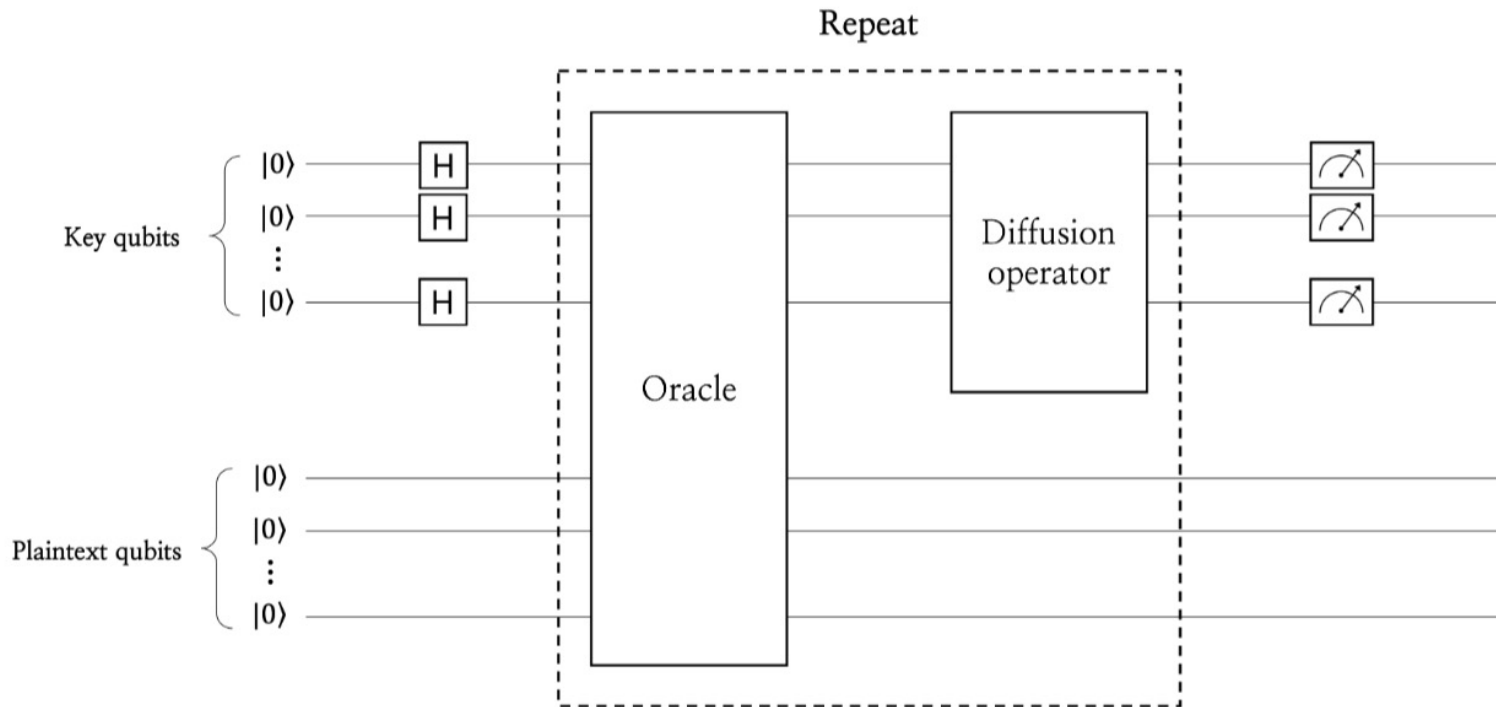 Repeat
Key qubits
|0⟩
H
|0⟩
H
⋮
|0⟩
H
Oracle
Diffusion
operator
Plaintext qubits
|0⟩
|0⟩
⋮
|0⟩